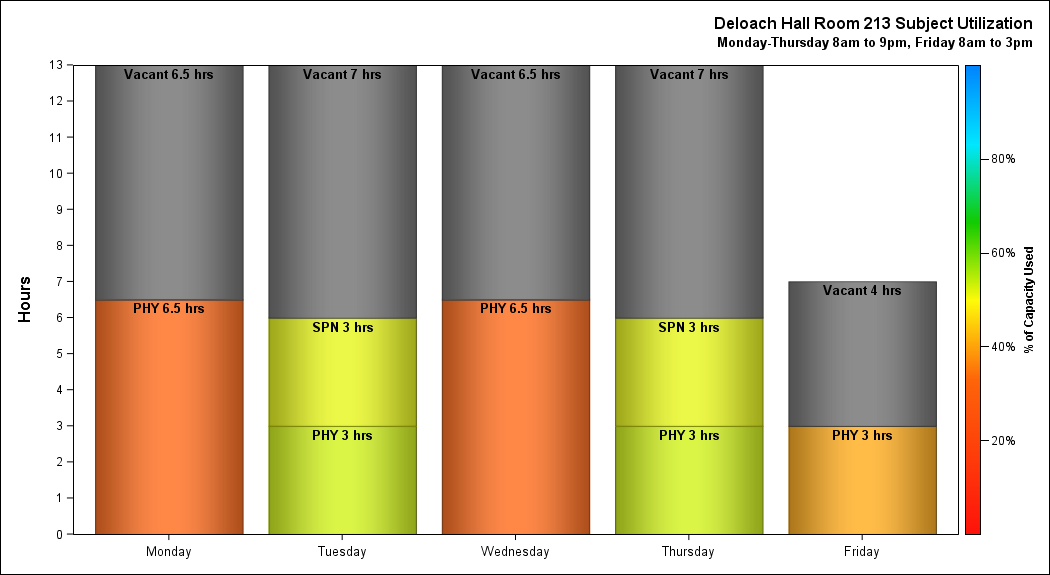 Deloach Hall Room 213 Subject Utilization
Monday-Thursday 8am to 9pm, Friday 8am to 3pm
Hours
13
12
11
10
9
8
7
6
5
4
3
2
1
0
Vacant 6.5 hrs
PHY 6.5 hrs
Vacant 7 hrs
SPN 3 hrs
PHY 3 hrs
Vacant 6.5 hrs
PHY 6.5 hrs
Vacant 7 hrs
SPN 3 hrs
PHY 3 hrs
Vacant 4 hrs
PHY 3 hrs
Monday
Tuesday
Wednesday
Thursday
Friday
80%
60%
40%
20%
% of Capacity Used